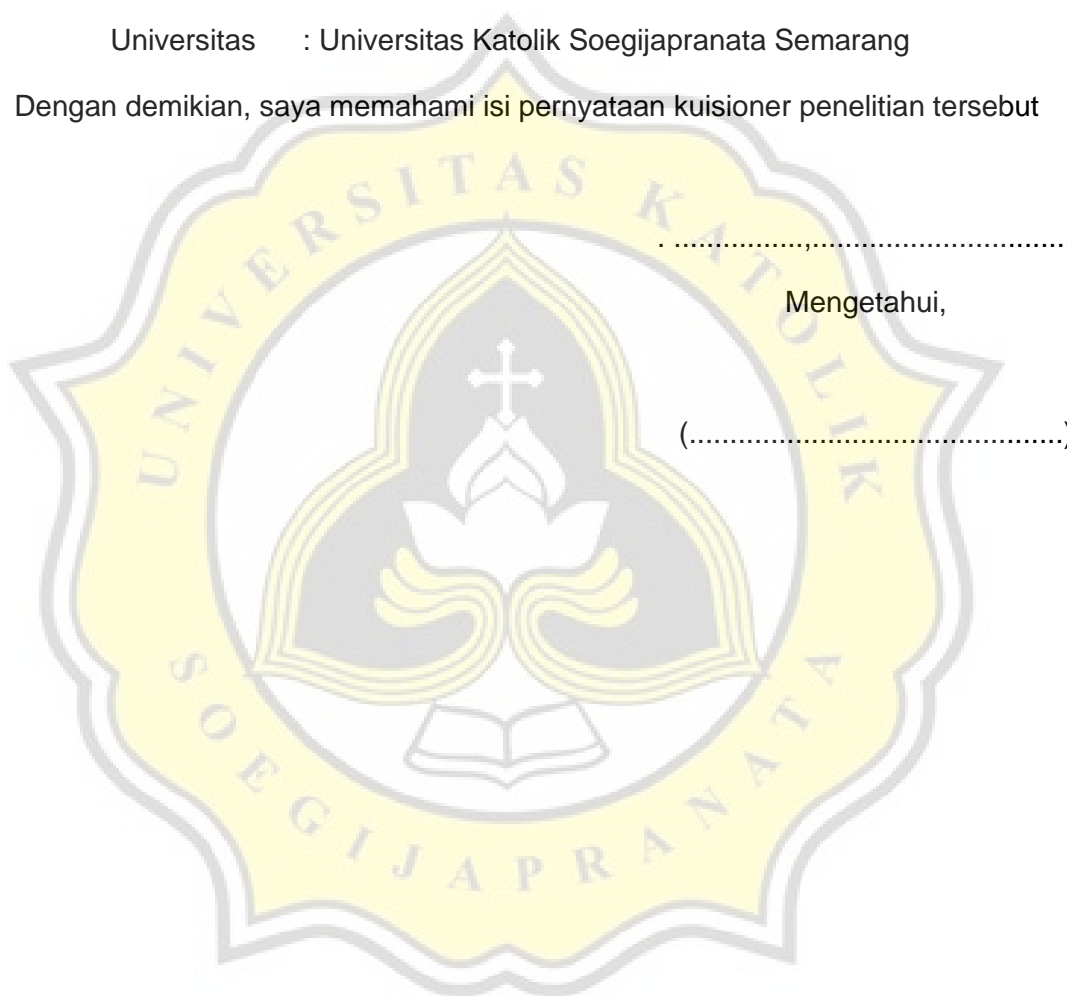 Universitas : Universitas Katolik Soegijapranata Semarang
Dengan demikian, saya memahami isi pernyataan kuisioner penelitian tersebut
. ................,...............................
Mengetahui,
(..............................................)
UNIVERSITAS KATOLIK
SOEGIJAPRANATA